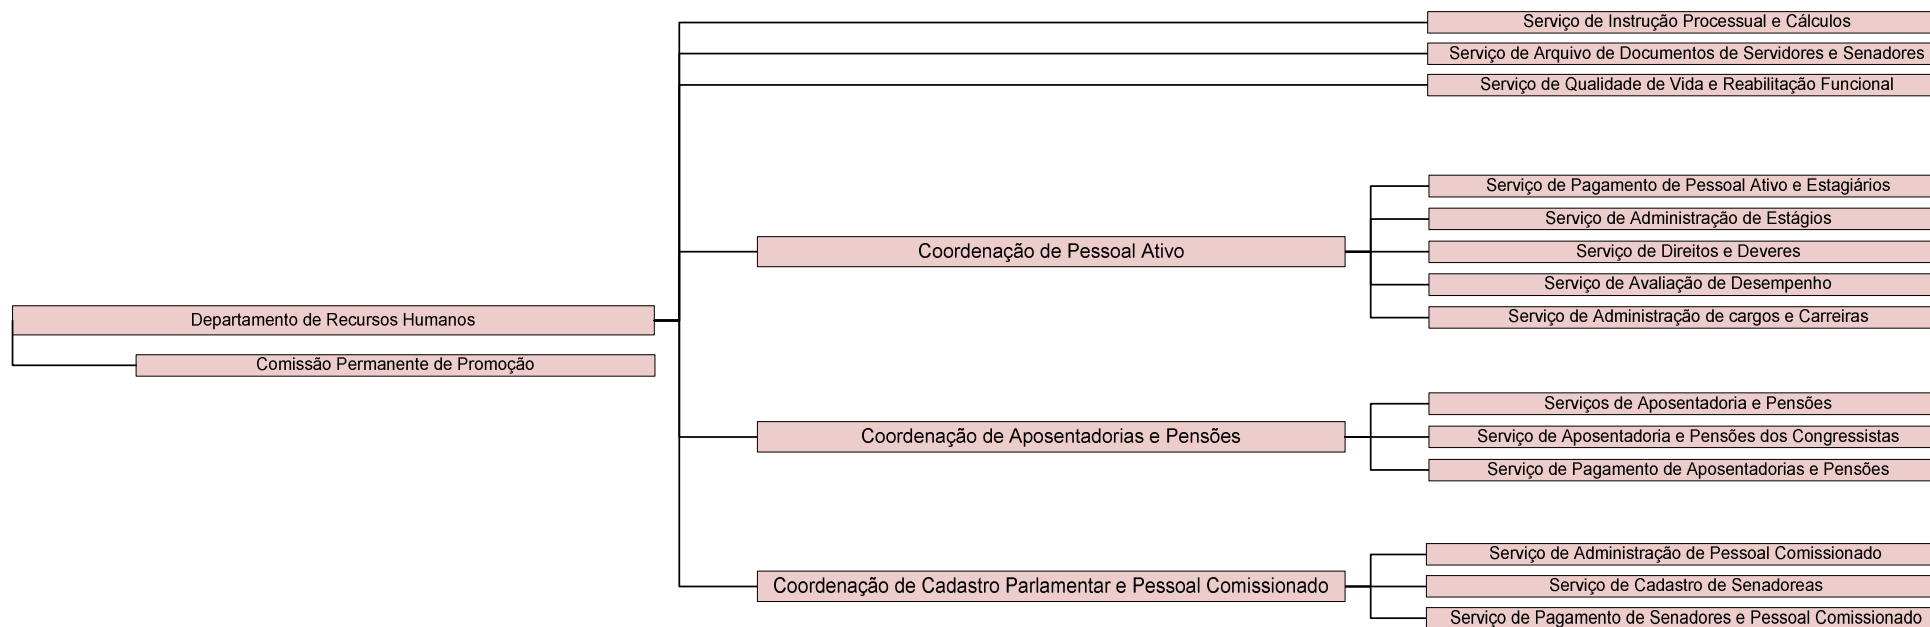 Serviço de Instrução Processual e Cálculos
Serviço de Arquivo de Documentos de Servidores e Senadores
Serviço de Qualidade de Vida e Reabilitação Funcional
Serviço de Pagamento de Pessoal Ativo e Estagiários
Serviço de Administração de Estágios
Coordenação de Pessoal Ativo
Serviço de Direitos e Deveres
Serviço de Avaliação de Desempenho
Serviço de Administração de cargos e Carreiras
Departamento de Recursos Humanos
Comissão Permanente de Promoção
Serviços de Aposentadoria e Pensões
Coordenação de Aposentadorias e Pensões
Serviço de Aposentadoria e Pensões dos Congressistas
Serviço de Pagamento de Aposentadorias e Pensões
Serviço de Administração de Pessoal Comissionado
Coordenação de Cadastro Parlamentar e Pessoal Comissionado
Serviço de Cadastro de Senadoreas
Serviço de Pagamento de Senadores e Pessoal Comissionado